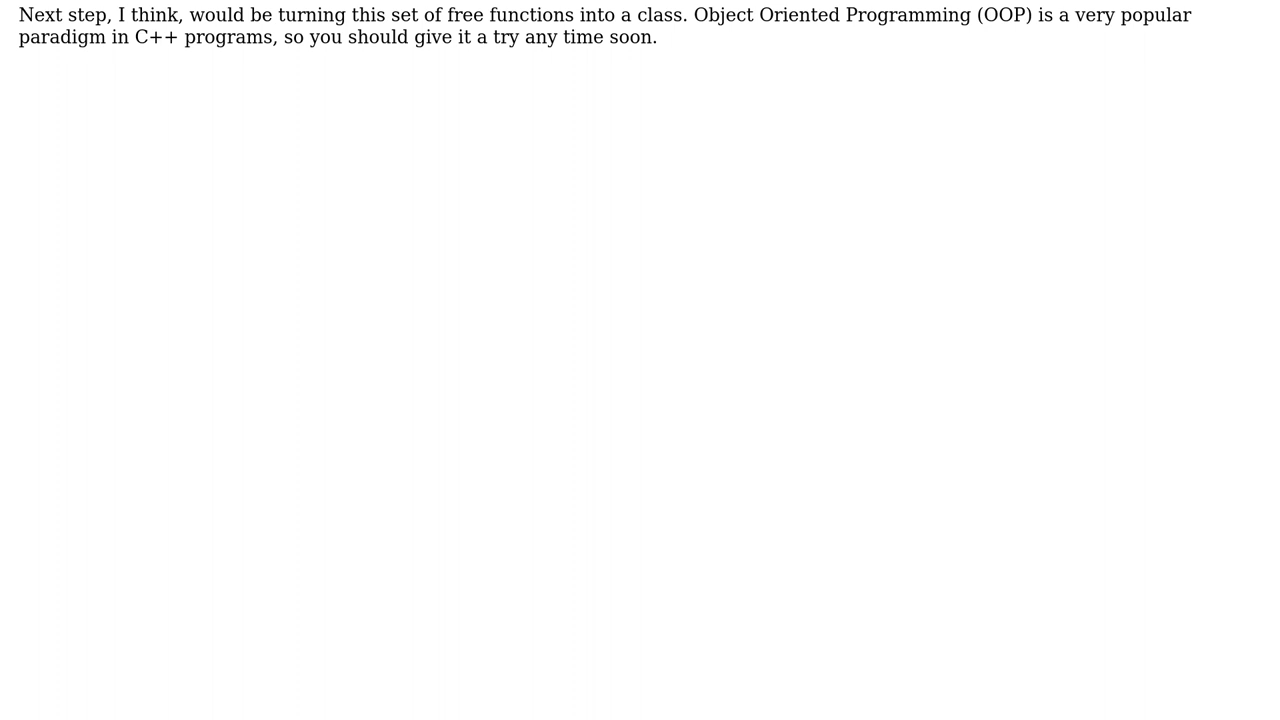 Next step, I think, would be turning this set of free functions into a class. Object Oriented Programming (OOP) is a very popular
paradigm in C++ programs, so you should give it a try any time soon.